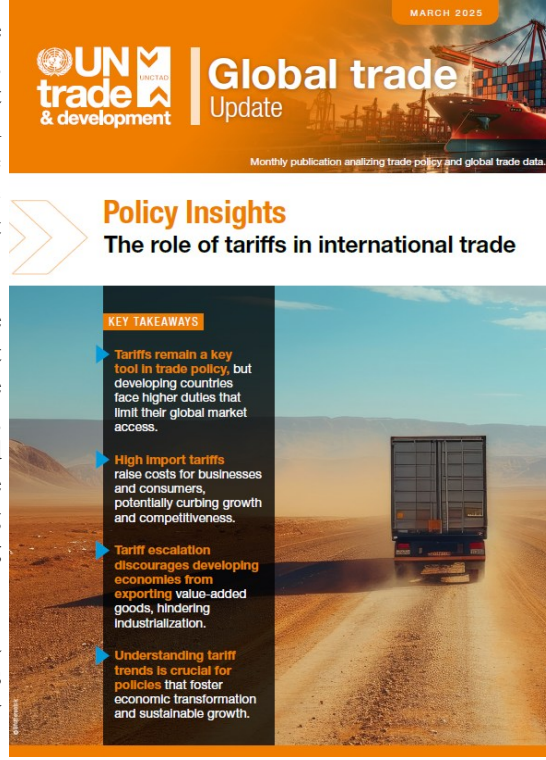 MARCH 2025
UN
trade
& development
UNCTAD
Global trade
Update
Monthly publication analizing trade policy and global trade data.
Policy Insights
The role of tariffs in international trade
KEY TAKEAWAYS
Tariffs remain a key
tool in trade policy, but
developing countries
face higher duties that
limit their global market
access.
High import tariffs
raise costs for businesses
and consumers,
potentially curbing growth
and competitiveness.
Tariff escalation
discourages developing
economies from
exporting value-added
goods, hindering
industrialization.
Understanding tariff
trends is crucial for
policies that foster
economic transformation
and sustainable growth.